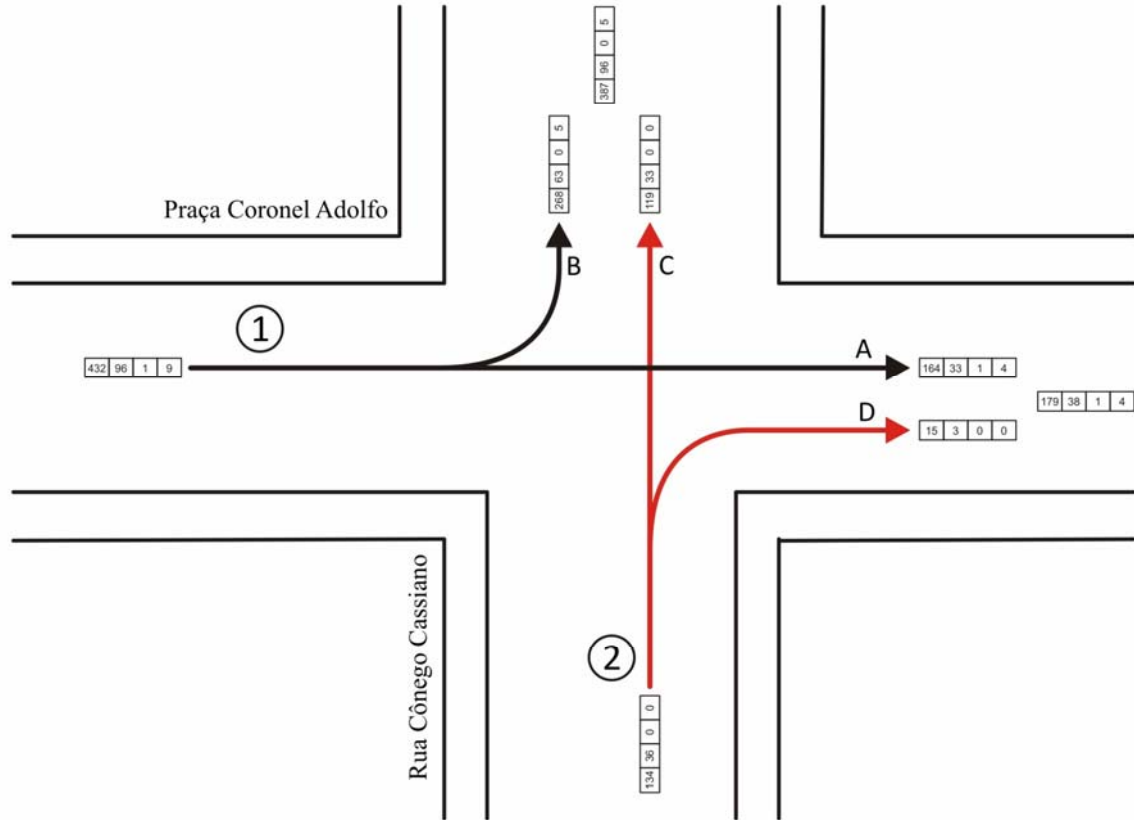 387 96 0 5
268 63 0 5
119 33 0 0
Praça Coronel Adolfo
B
C
1
432 96 1 9
A
164 33 1 4
179 38 1 4
D
15 3 0 0
Rua Cônego Cassiano
2
134 36 0 0